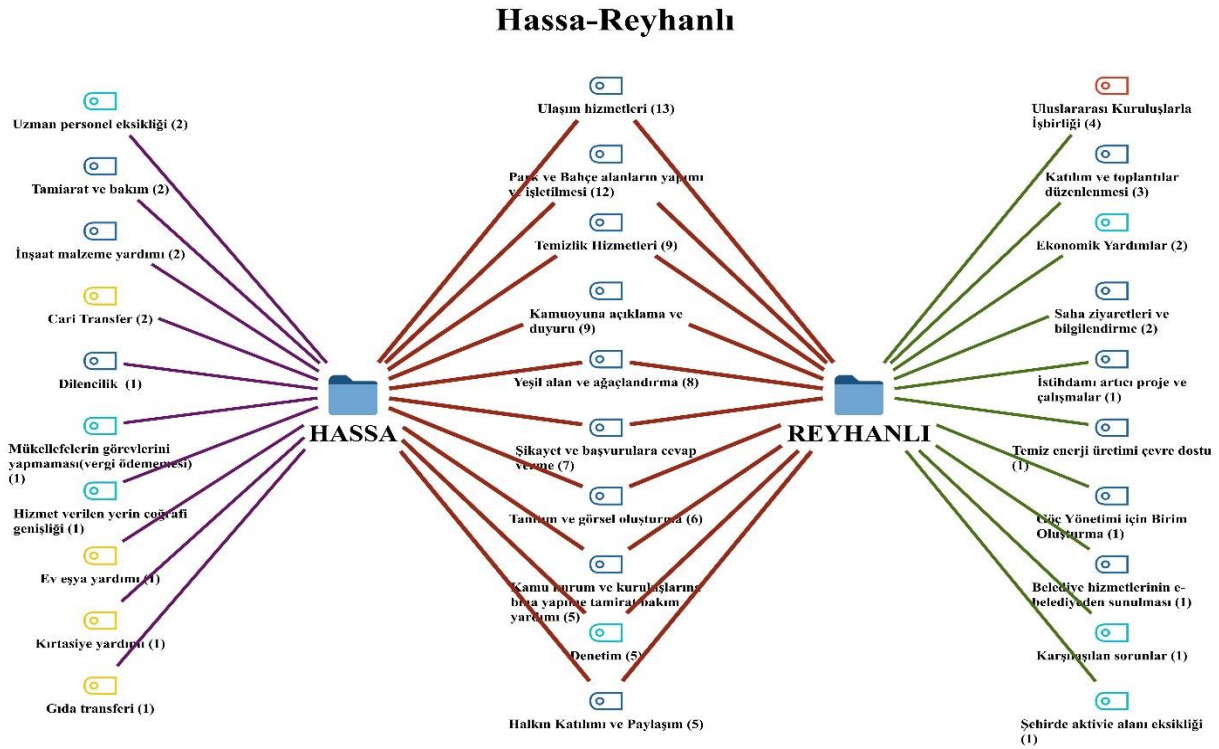 Hassa-Reyhanlı
Uzman personel eksikliği (2)
Tamiarat ve bakım (2)
İnşaat malzeme yardımı (2)
Cari Transfer (2)
Dilencilik (1)
Mükellefelerin görevlerini
yapmaması(vergi ödememesi)
(1)
Hizmet verilen yerin coğrafi
genişliği (1)
Ev eşya yardımı (1)
Kırtasiye yardımı (1)
Gıda transferi (1)
HASSA
Ulaşım hizmetleri (13)
Park ve Bahçe alanların yapımı
ve işletilmesi (12)
Temizlik Hizmetleri (9)
Kamuoyuna açıklama ve
duyuru (9)
Yeşil alan ve ağaçlandırma (8)
Şikayet ve başvurulara cevap
verme (7)
Tanıtım ve görsel oluşturma (6)
Kamu kurum ve kuruluşlarına
bina yapım tamirat bakım
yardımı (5)
Denetim (5)
Halkın Katılımı ve Paylaşım (5)
REYHANLI
Uluslararası Kuruluşlarla
İşbirliği (4)
Katılım ve toplantılar
düzenlenmesi (3)
Ekonomik Yardımlar (2)
Saha ziyaretleri ve
bilgilendirme (2)
İstihdamı artıcı proje ve
çalışmalar (1)
Temiz enerji üretimi çevre dostu
(1)
Göç Yönetimi için Birim
Oluşturma (1)
Belediye hizmetlerinin e-
belediyeden sunulması (1)
Karşılaşılan sorunlar (1)
Şehirde aktivie alanı eksikliği
(1)